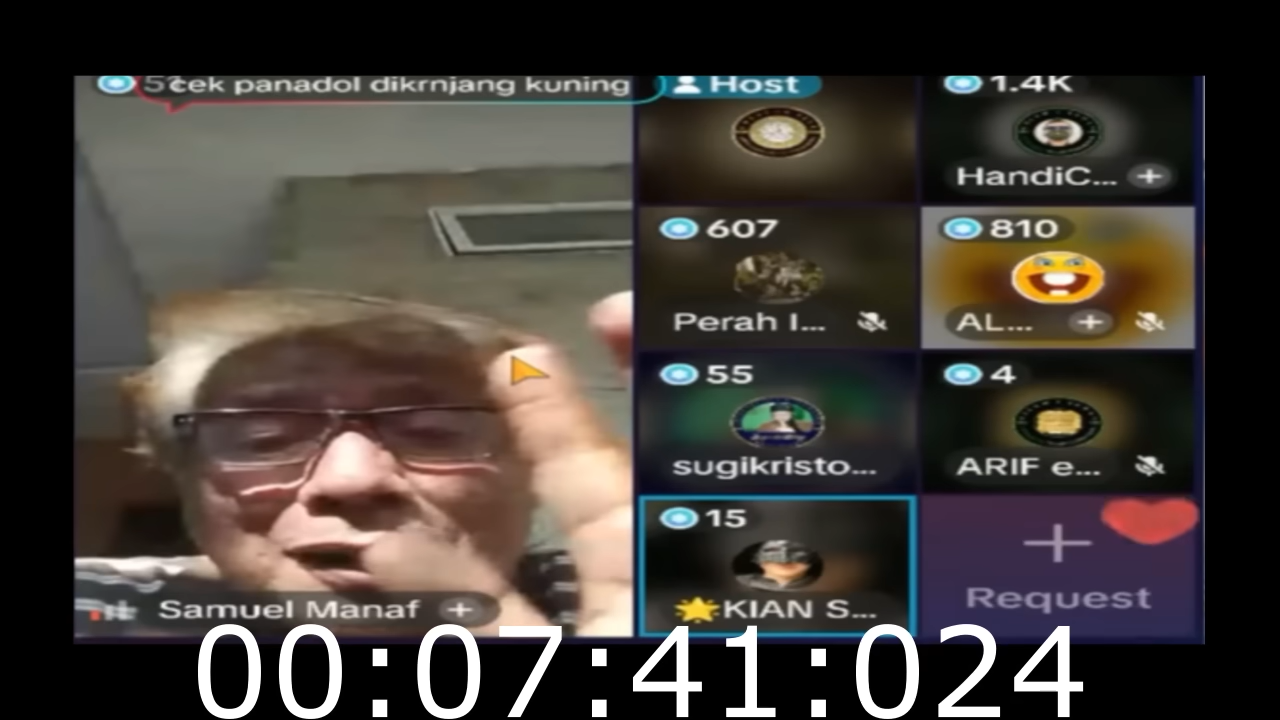 cek panadol dikrnjang kuning
Host
1.4K
HandiC...
607
Perah I...
810
AL...
55
sugikristo...
4
ARIF e...
15
KIAN S...
Request
Samuel Manaf
00:07:41:024